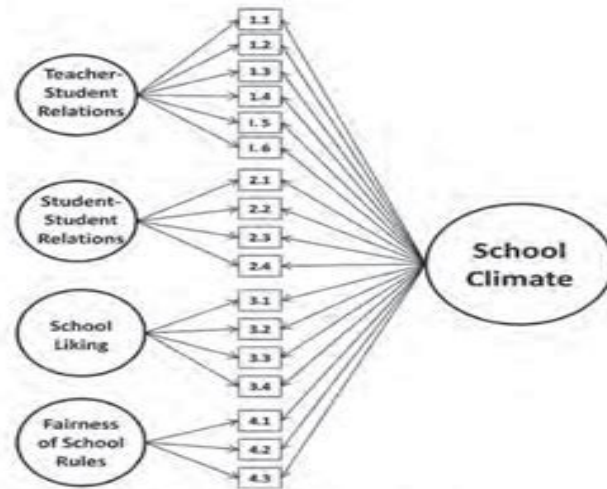 Teacher-
Student
Relations
1.1
1.2
1.3
1.4
I. 5
I. 6
Student-
Student
Relations
2.1
2.2
2.3
2.4
School
Liking
3.1
3.2
3.3
3.4
Fairness
of School
Rules
4.1
4.2
4.3
School
Climate